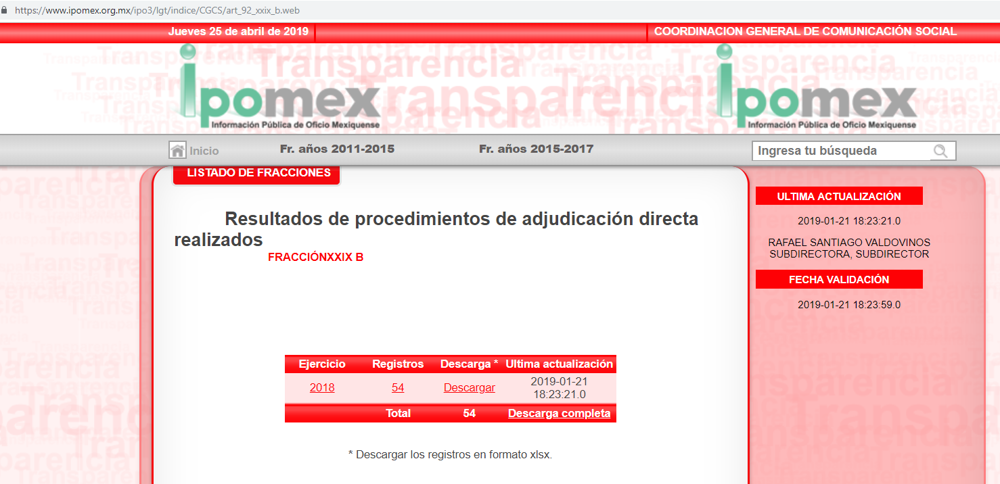 https://www.ipomex.org.mx/ipo3/lgt/indice/CGCS/art_92_xxix_b.web
Jueves 25 de abril de 2019
COORDINACION GENERAL DE COMUNICACIÓN SOCIAL
ipomex
Información Pública de Oficio Mexiquense
ipomex
Información Pública de Oficio Mexiquense
Transparencia
Inicio
Fr. años 2011-2015
Fr. años 2015-2017
Ingresa tu búsqueda
LISTADO DE FRACCIONES
Resultados de procedimientos de adjudicación directa
realizados
FRACCIÓNXXIX B
ULTIMA ACTUALIZACIÓN
2019-01-21 18:23:21.0
RAFAEL SANTIAGO VALDOVINOS
SUBDIRECTORA, SUBDIRECTOR
FECHA VALIDACIÓN
2019-01-21 18:23:59.0
Ejercicio Registros Descarga * Ultima actualización
2018 54 Descargar 2019-01-21
18:23:21.0
Total 54 Descarga completa
* Descargar los registros en formato xlsx.